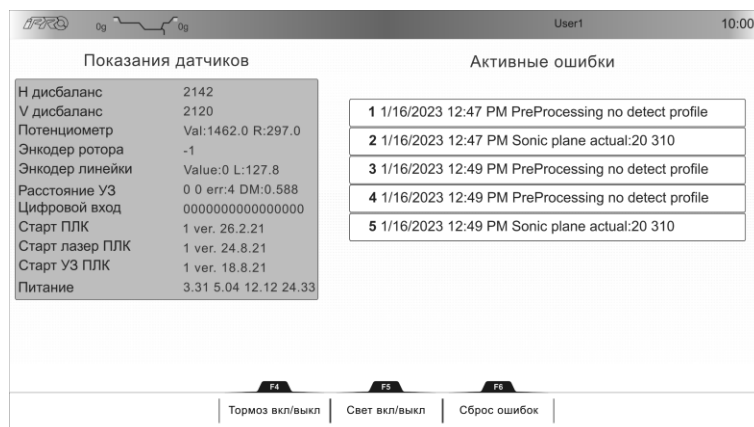 iPRO 0g 0g User1 10:00
Показания датчиков
Н дисбаланс 2142
V дисбаланс 2120
Потенциометр Val:1462.0 R:297.0
Энкодер ротора -1
Энкодер линейки Value:0 L:127.8
Расстояние УЗ 0 0 err:4 DM:0.588
Цифровой вход 0000000000000000
Старт ПЛК 1 ver. 26.2.21
Старт лазер ПЛК 1 ver. 24.8.21
Старт УЗ ПЛК 1 ver. 18.8.21
Питание 3.31 5.04 12.12 24.33
Активные ошибки
1 1/16/2023 12:47 PM PreProcessing no detect profile
2 1/16/2023 12:47 PM Sonic plane actual:20 310
3 1/16/2023 12:49 PM PreProcessing no detect profile
4 1/16/2023 12:49 PM PreProcessing no detect profile
5 1/16/2023 12:49 PM Sonic plane actual:20 310
F4 F5 F6
Тормоз вкл/выкл Свет вкл/выкл Сброс ошибок